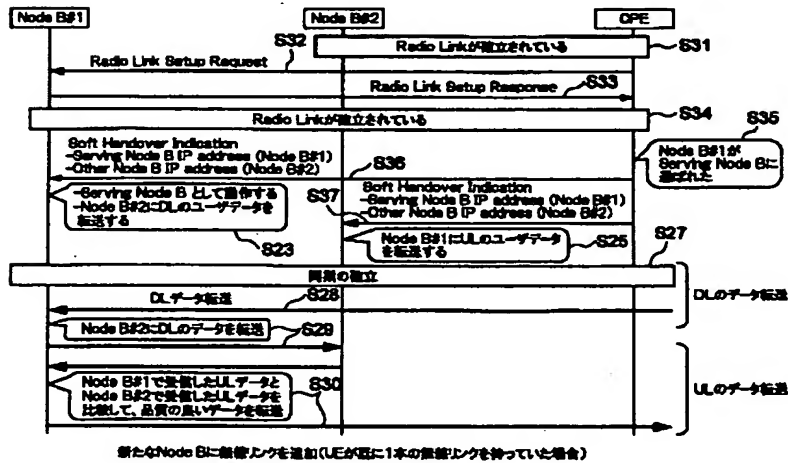 Node B#1
Node B#2
CPE
Radio Linkが確立されている
S31
S32
Radio Link Setup Request
Radio Link Setup Response
S33
Radio Linkが確立されている
S34
S35
Node B#1が
Serving Node Bに
選ばれた
Soft Handover Indication
-Serving Node B IP address (Node B#1)
-Other Node B IP address (Node B#2)
S36
-Serving Node B として動作する
-Node B#2にDLのユーザデータを
転送する
S23
Soft Handover Indication
-Serving Node B IP address (Node B#1)
-Other Node B IP address (Node B#2)
S37
Node B#1にULのユーザデータ
を転送する
S25
S27
同期の確立
DLデータ転送
S28
Node B#2にDLのデータを転送
S29
DLのデータ転送
Node B#1で受信したULデータと
Node B#2で受信したULデータを
比較して、品質の良いデータを転送
S30
ULのデータ転送
新たなNode Bに無線リンクを追加(UEが既に1本の無線リンクを持っていた場合)